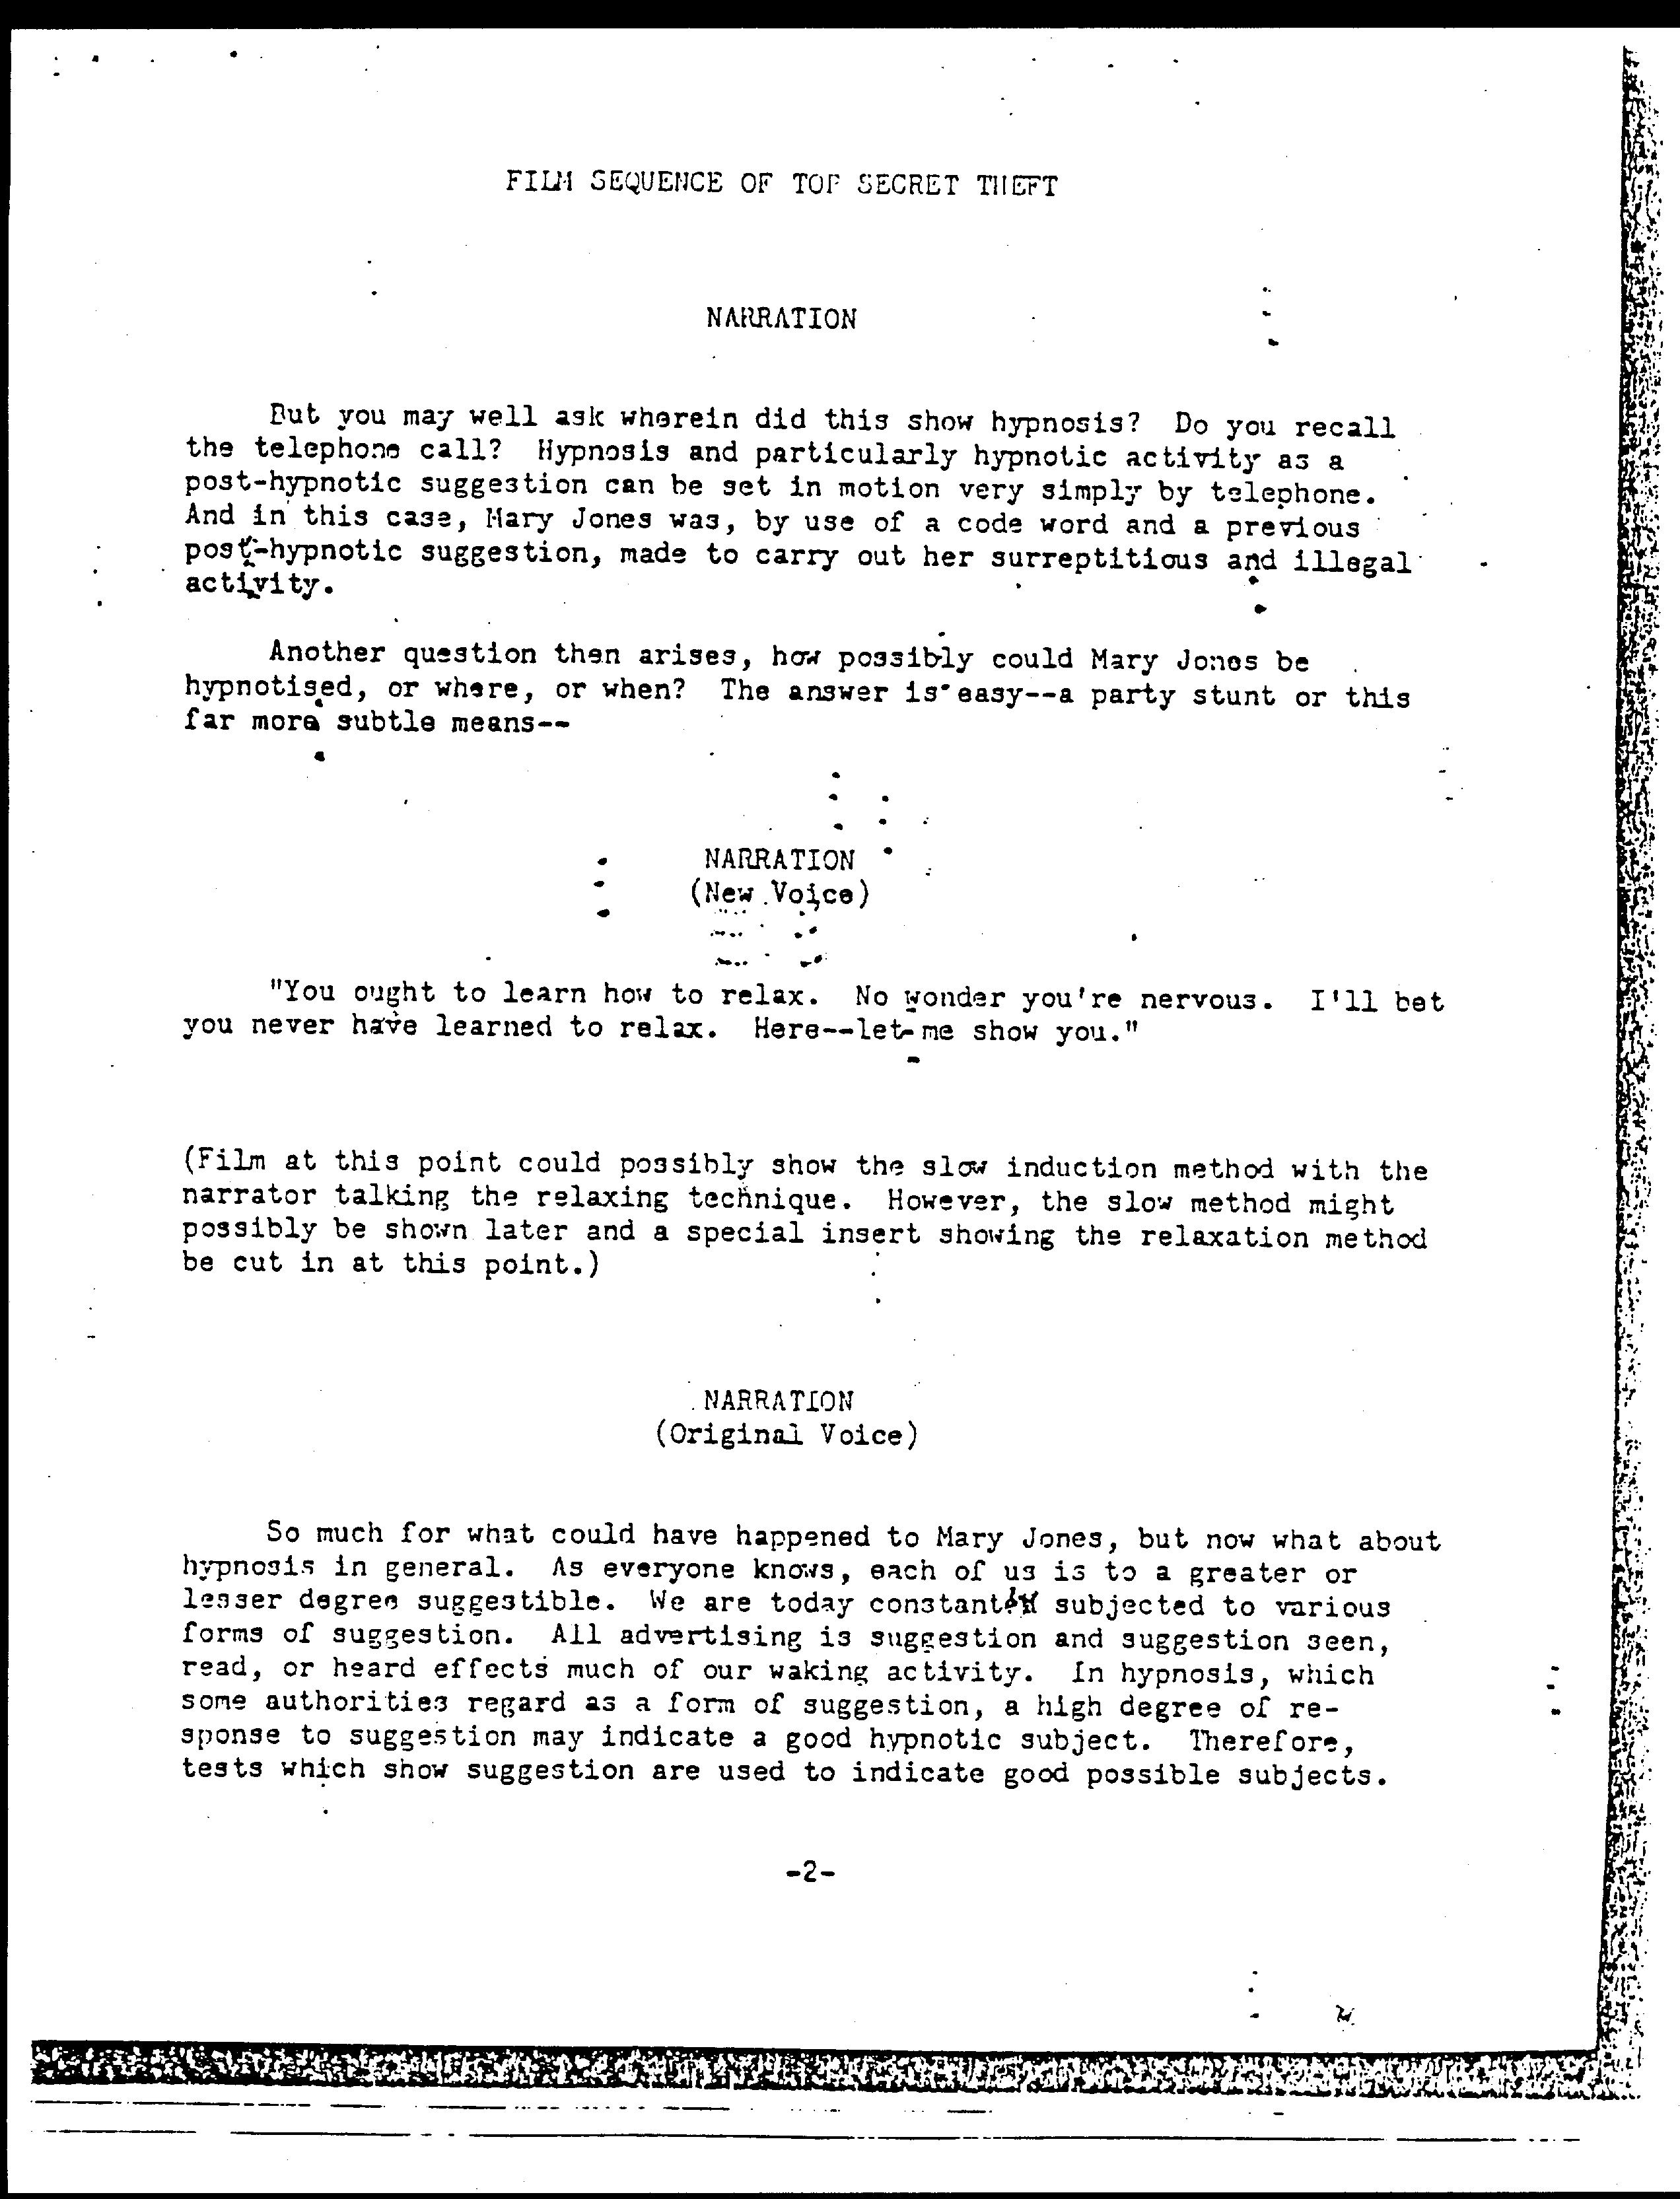 FILM SEQUENCE OF TOP SECRET THEFT
NARRATION
But you may well ask wherein did this show hypnosis? Do you recall
the telephone call? Hypnosis and particularly hypnotic activity as a
post-hypnotic suggestion can be set in motion very simply by telephone.
And in this case, Mary Jones was, by use of a code word and a previous
post-hypnotic suggestion, made to carry out her surreptitious and illegal
activity.
Another question then arises, how possibly could Mary Jones be
hypnotised, or where, or when? The answer is easy--a party stunt or this
far more subtle means--
NARRATION
(New Voice)
"You ought to learn how to relax. No wonder you're nervous. I'll bet
you never have learned to relax. Here--let me show you."
(Film at this point could possibly show the slow induction method with the
narrator talking the relaxing technique. However, the slow method might
possibly be shown later and a special insert showing the relaxation method
be cut in at this point.)
NARRATION
(Original Voice)
So much for what could have happened to Mary Jones, but now what about
hypnosis in general. As everyone knows, each of us is to a greater or
lesser degree suggestible. We are today constantly subjected to various
forms of suggestion. All advertising is suggestion and suggestion seen,
read, or heard effects much of our waking activity. In hypnosis, which
some authorities regard as a form of suggestion, a high degree of re-
sponse to suggestion may indicate a good hypnotic subject. Therefore,
tests which show suggestion are used to indicate good possible subjects.
-2-